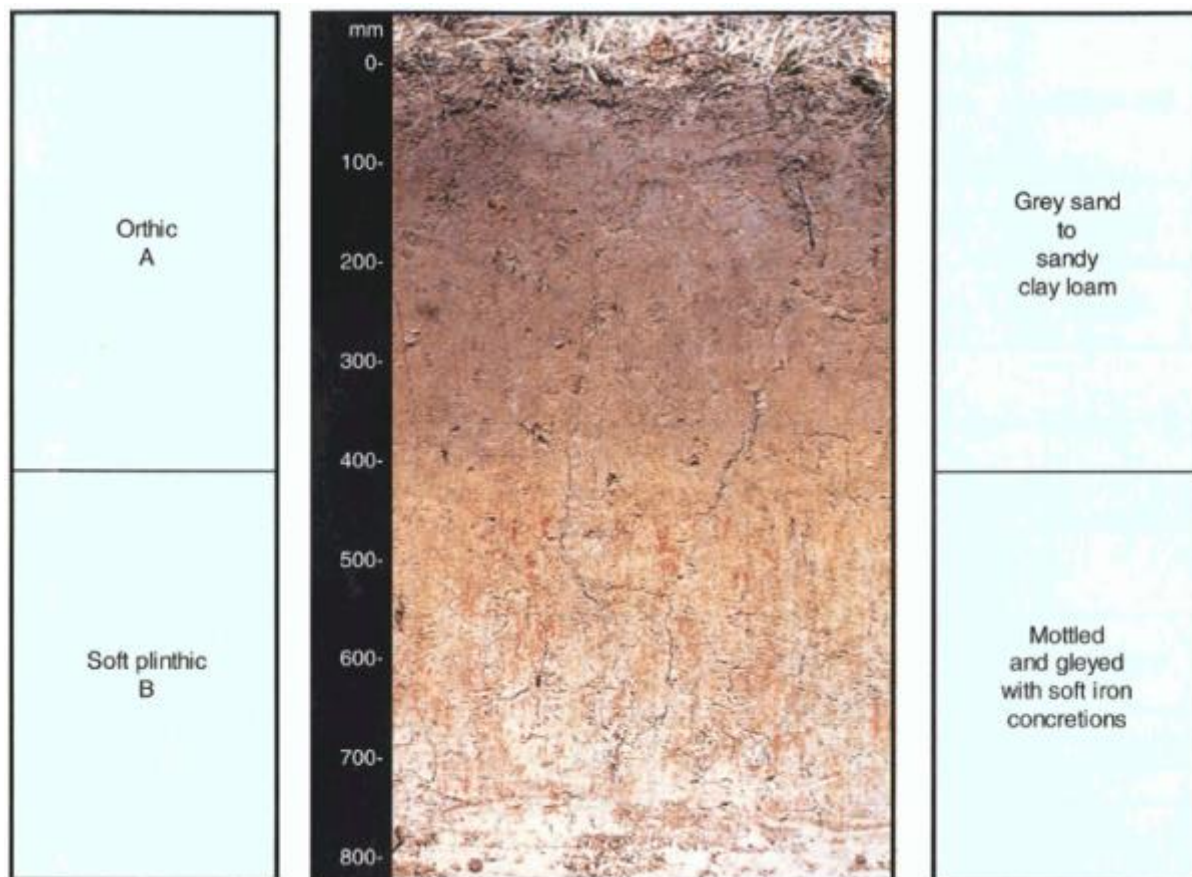 Orthic
A
Soft plinthic
B
mm
0-
100-
200-
300-
400-
500-
600-
700-
800-
Grey sand
to
sandy
clay loam
Mottled
and gleyed
with soft iron
concretions